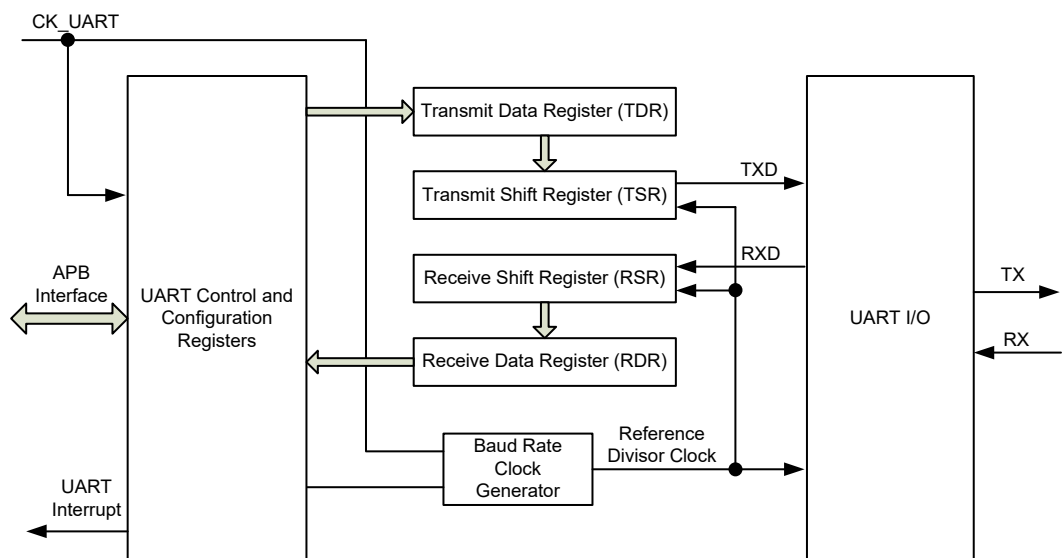 CK_UART
Transmit Data Register (TDR)
Transmit Shift Register (TSR)
TXD
RXD
Receive Shift Register (RSR)
Receive Data Register (RDR)
APB
Interface
UART Control and
Configuration
Registers
UART I/O
TX
RX
Baud Rate
Clock
Generator
Reference
Divisor Clock
UART
Interrupt